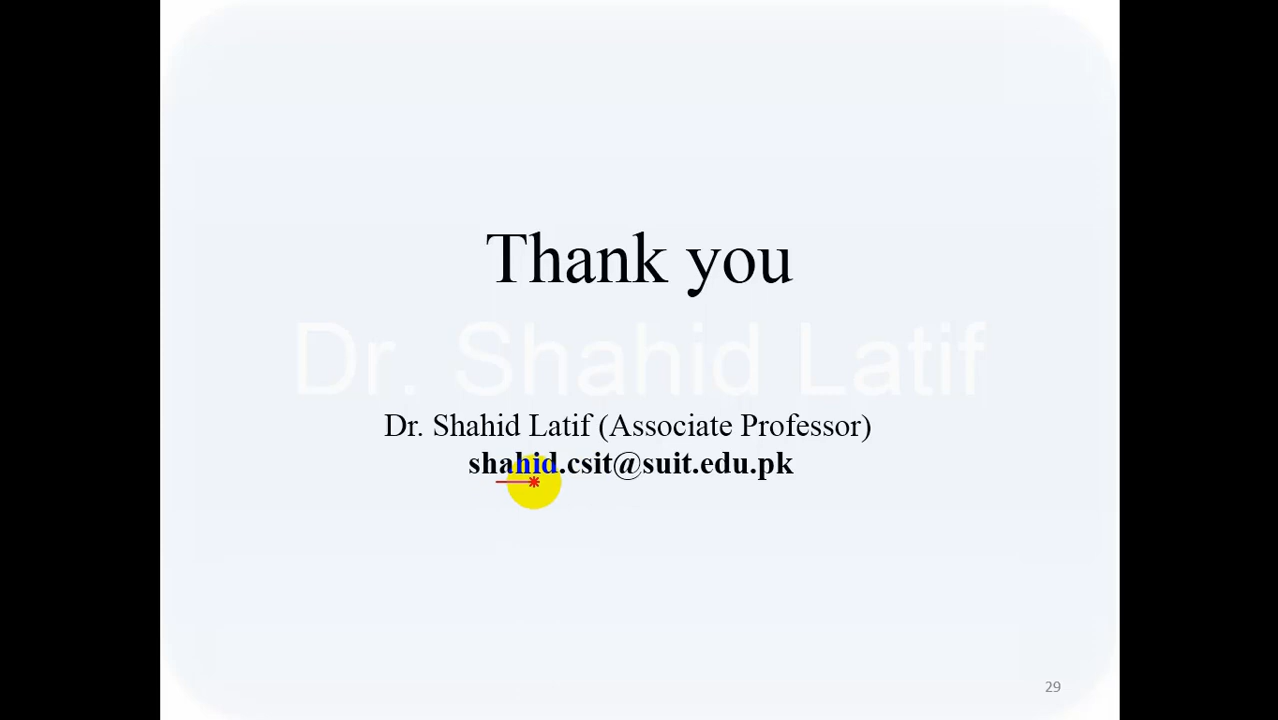 Thank you
Dr. Shahid Latif
Dr. Shahid Latif (Associate Professor)
shahid.csit@suit.edu.pk
29